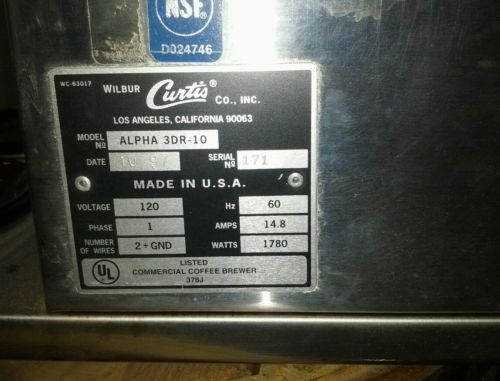 NSF
D024746
WC-63017
WILBUR Curtis® CO., INC.
LOS ANGELES, CALIFORNIA 90063
MODEL Nº ALPHA 3DR-10
DATE SERIAL Nº 171
MADE IN U.S.A.
VOLTAGE 120 Hz 60
PHASE 1 AMPS 14.8
NUMBER OF WIRES 2+GND WATTS 1780
UL LISTED
COMMERCIAL COFFEE BREWER
378J